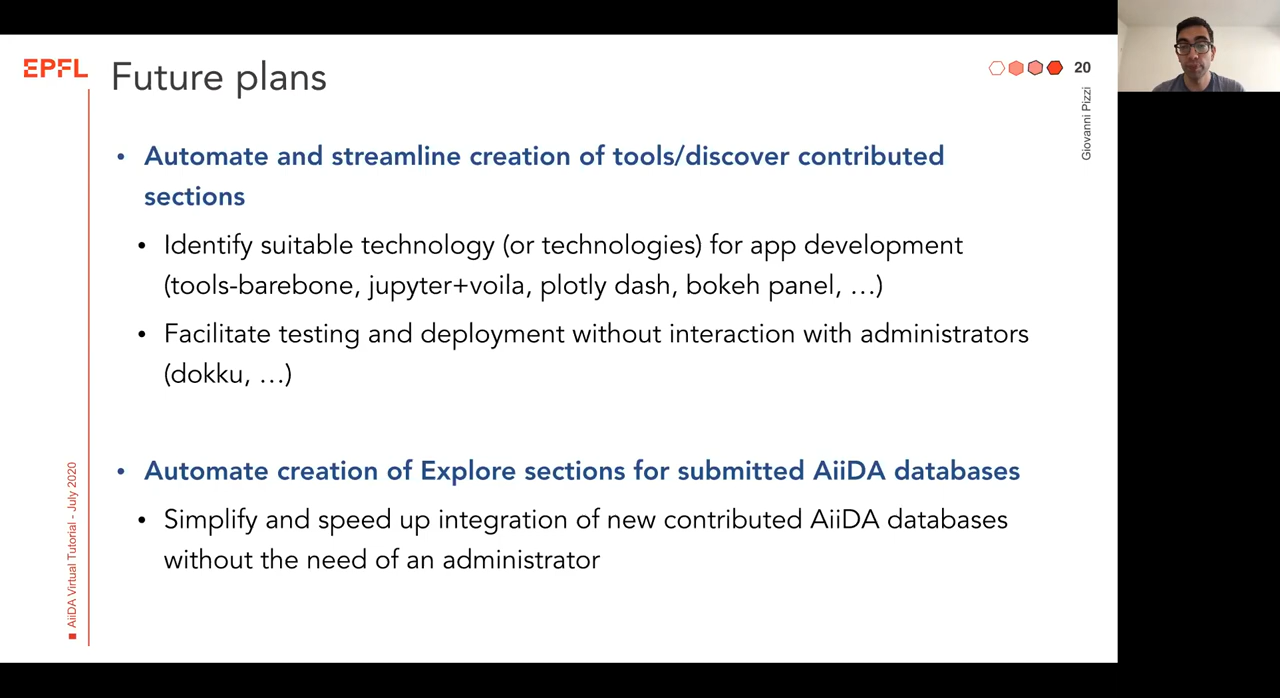 EPFL
Future plans
20
Giovanni Pizzi
• Automate and streamline creation of tools/discover contributed
sections
• Identify suitable technology (or technologies) for app development
(tools-barebone, jupyter+voila, plotly dash, bokeh panel, …)
• Facilitate testing and deployment without interaction with administrators
(dokku, …)
• Automate creation of Explore sections for submitted AiiDA databases
• Simplify and speed up integration of new contributed AiiDA databases
without the need of an administrator
AiiDA Virtual Tutorial - July 2020